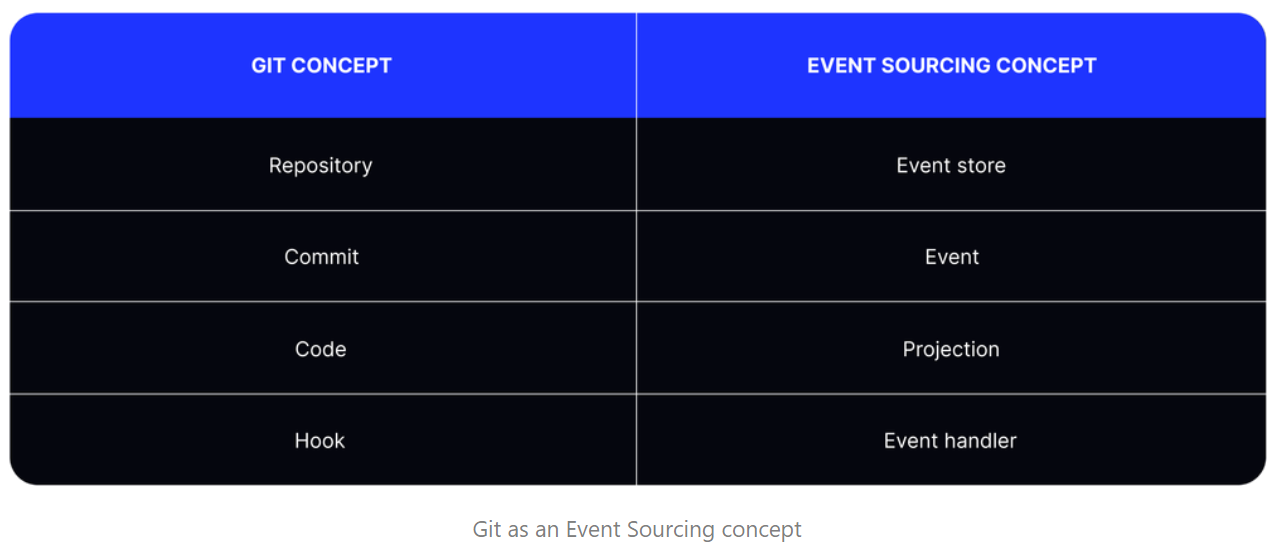 GIT CONCEPT
EVENT SOURCING CONCEPT
Repository
Event store
Commit
Event
Code
Projection
Hook
Event handler
Git as an Event Sourcing concept